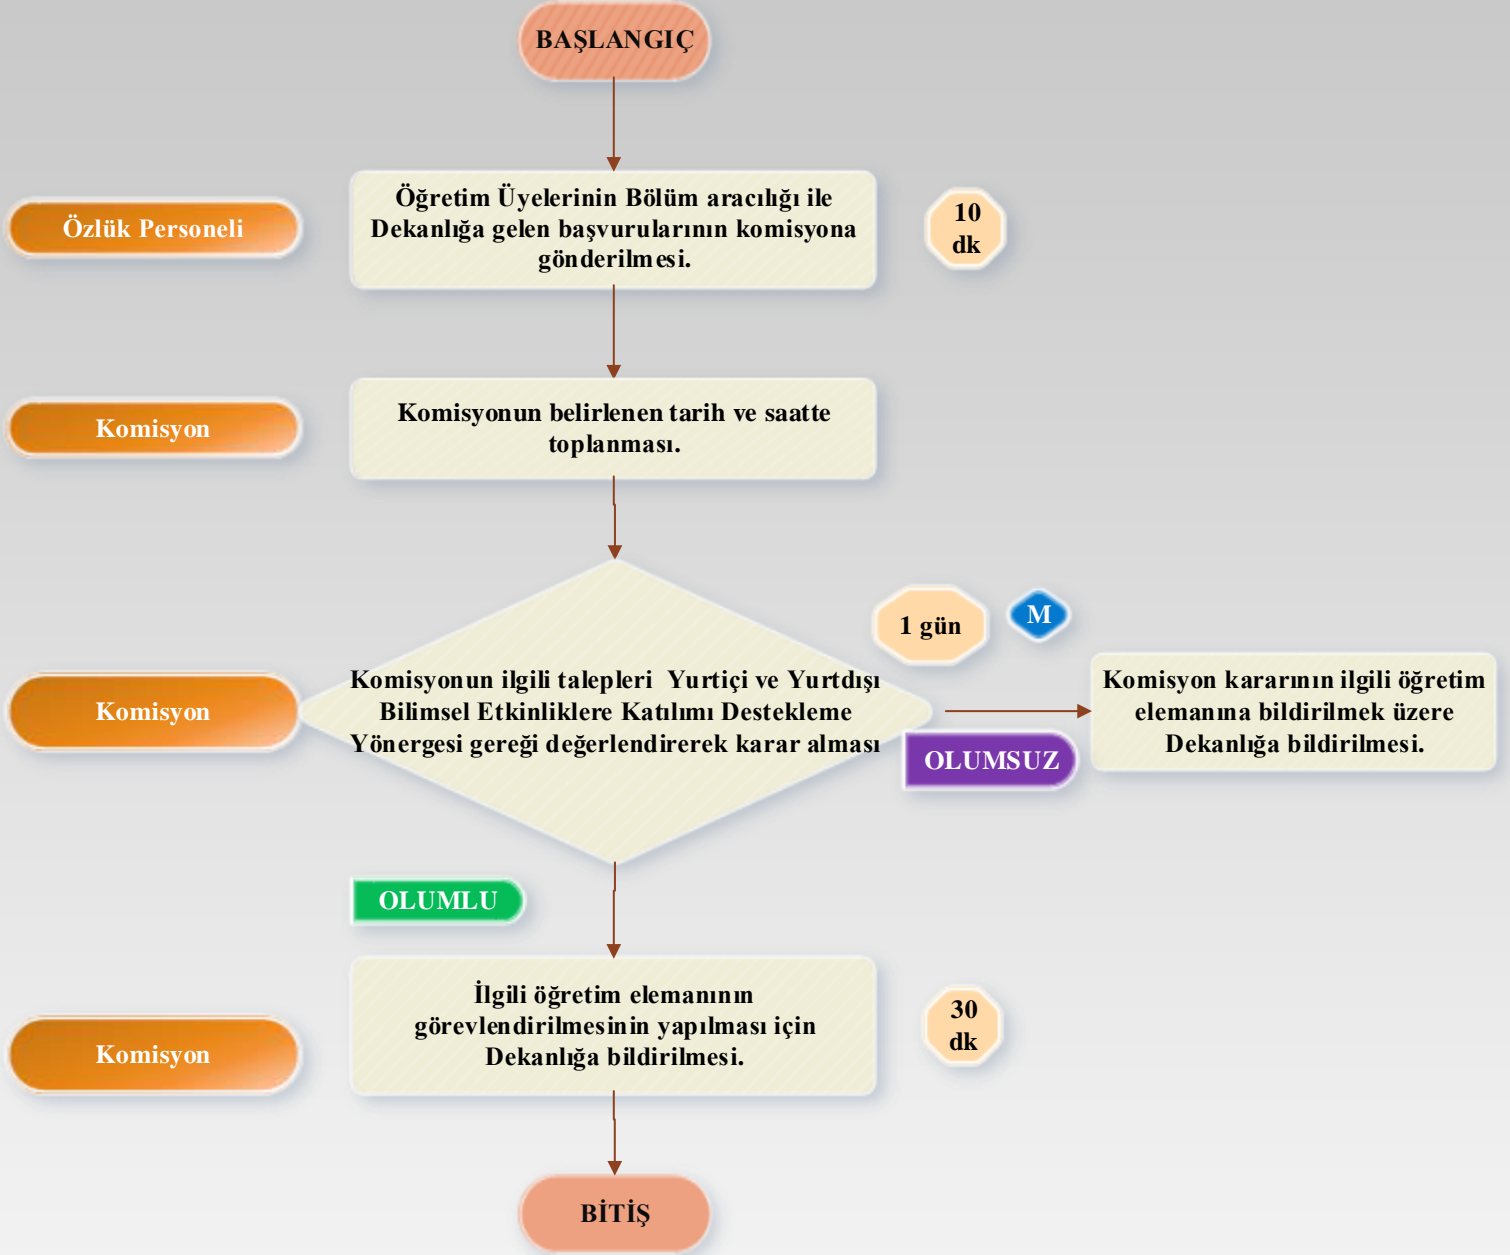 BAŞLANGIÇ
Özlük Personeli
Öğretim Üyelerinin Bölüm aracılığı ile
Dekanlığa gelen başvurularının komisyona
gönderilmesi.
10
dk
Komisyon
Komisyonun belirlenen tarih ve saatte
toplanması.
1 gün
M
Komisyon
Komisyonun ilgili talepleri Yurtiçi ve Yurtdışı
Bilimsel Etkinliklere Katılımı Destekleme
Yönergesi gereği değerlendirerek karar alması
OLUMSUZ
Komisyon kararının ilgili öğretim
elemanına bildirilmek üzere
Dekanlığa bildirilmesi.
OLUMLU
Komisyon
İlgili öğretim elemanının
görevlendirilmesinin yapılması için
Dekanlığa bildirilmesi.
30
dk
BİTİŞ